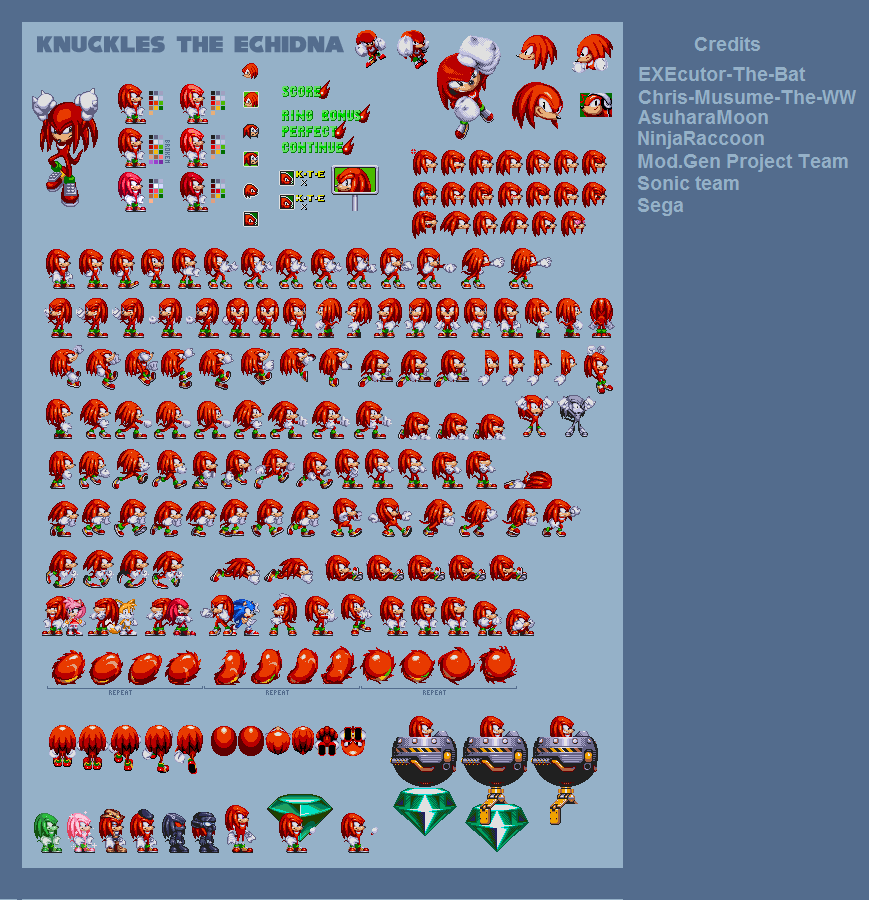 KNUCKLES THE ECHIDNA
Credits
EXEcutor-The-Bat
Chris-Musume-The-WW
AsuharaMoon
NinjaRaccoon
Mod.Gen Project Team
Sonic team
Sega
SCORE
RING BONUS
PERFECT
CONTINUE
BROKEN
K-T-E
X
K-T-E
X
REPEAT
REPEAT
REPEAT